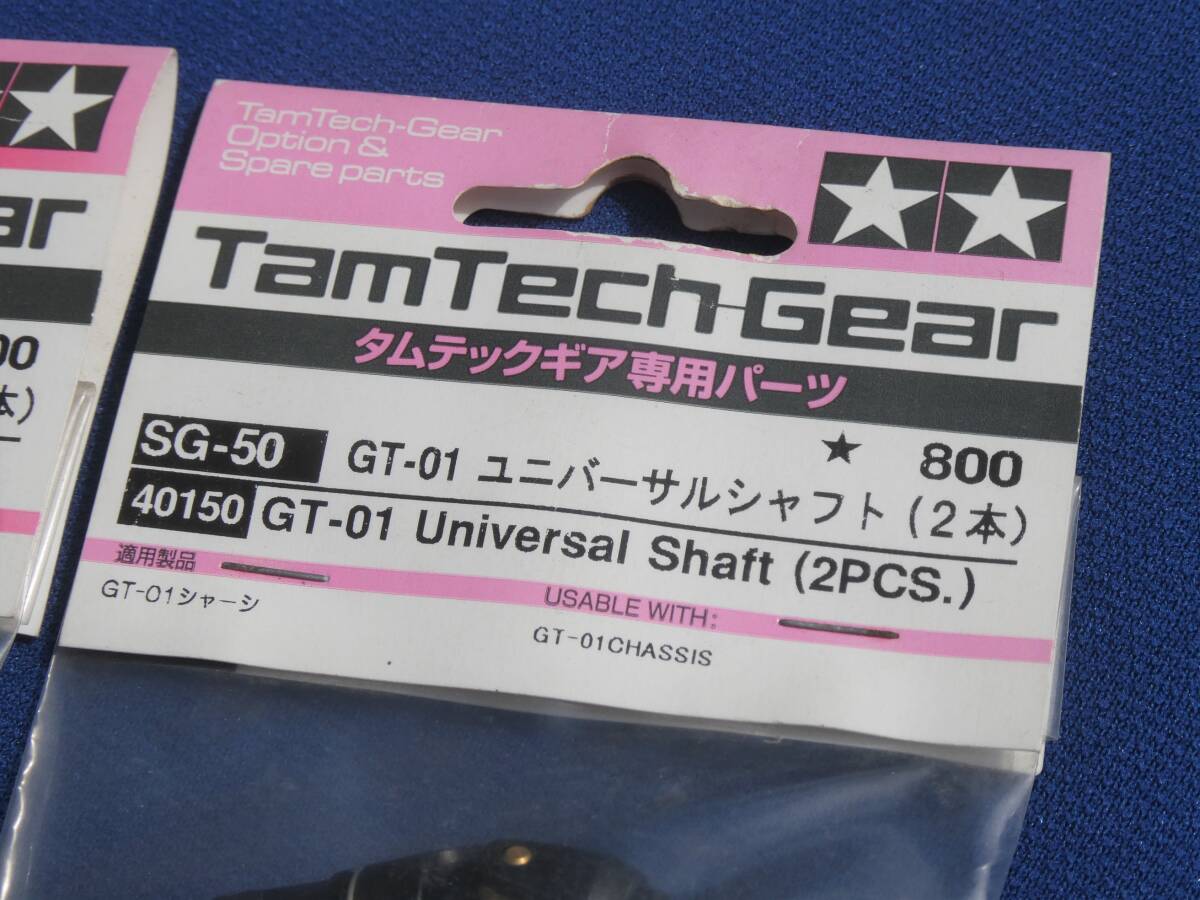 TamTech-Gear
Option &
Spare parts
TamTech-Gear
タムテックギア専用パーツ
★ 800
SG-50 GT-01 ユニバーサルシャフト(2本)
40150 GT-01 Universal Shaft (2PCS.)
適用製品
USABLE WITH:
GT-01シャーシ
GT-01CHASSIS
ar
00
本)